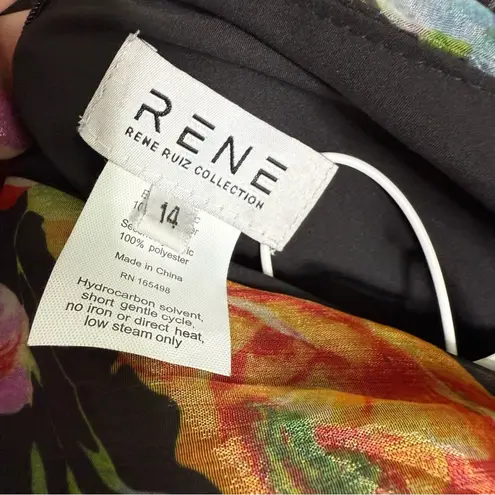 RENE
RENE RUIZ COLLECTION
14
100% polyester
Made in China
RN 165498
Hydrocarbon solvent,
short gentle cycle,
no iron or direct heat,
low steam only